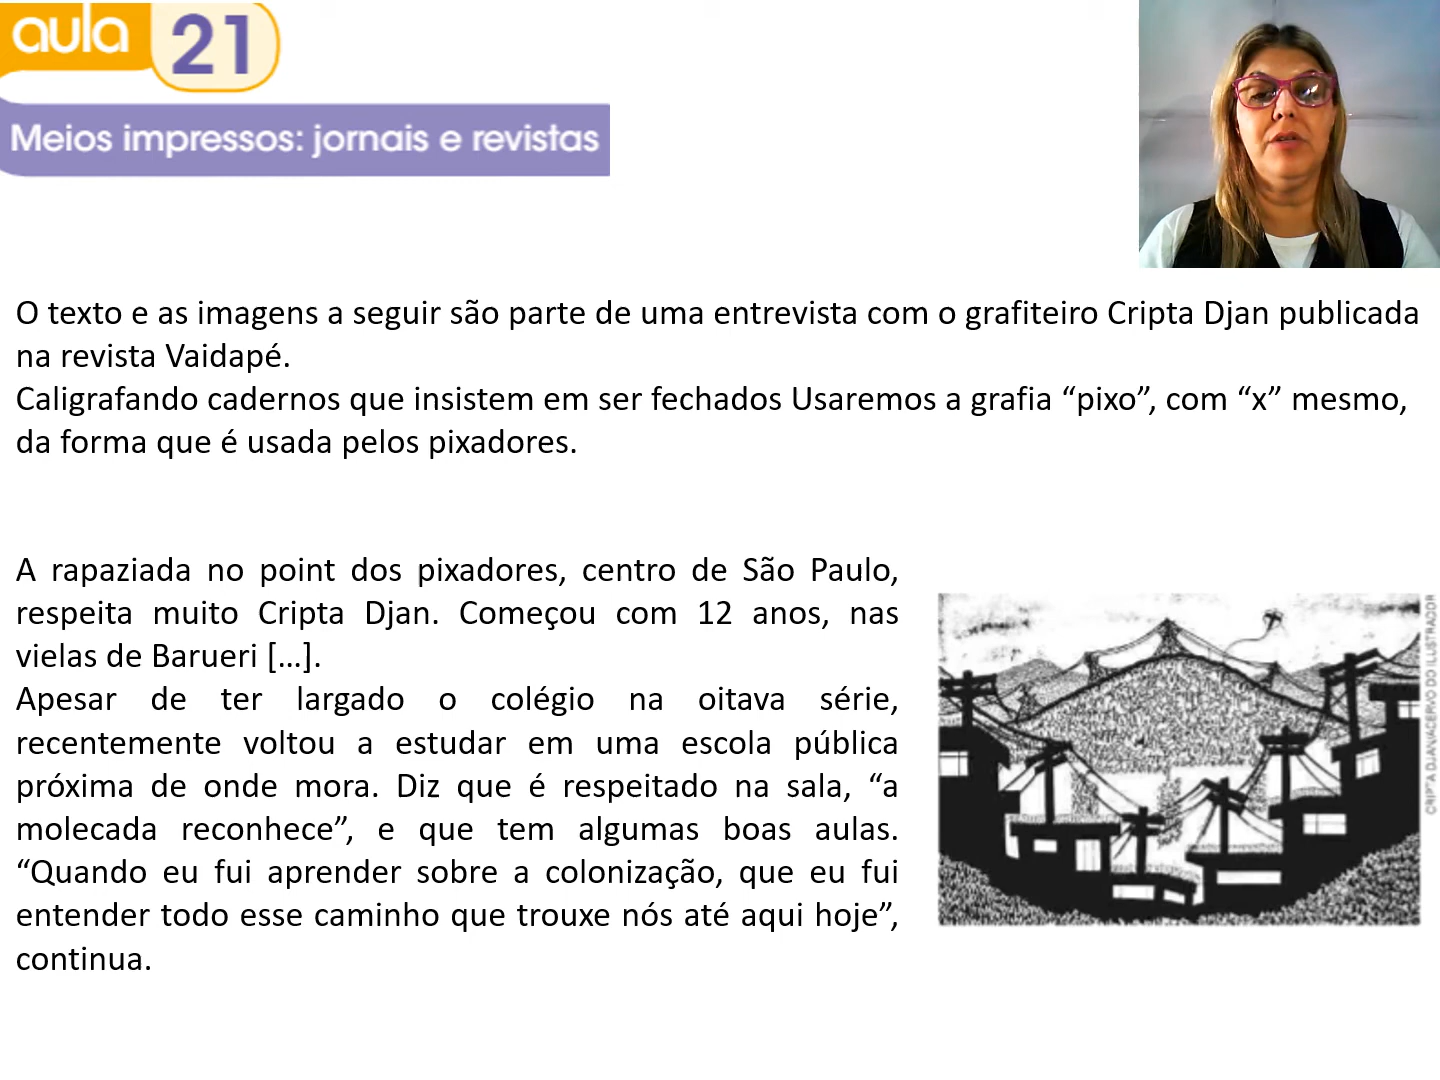 aula 21
Meios impressos: jornais e revistas
O texto e as imagens a seguir são parte de uma entrevista com o grafiteiro Cripta Djan publicada
na revista Vaidapé.
Caligrafando cadernos que insistem em ser fechados Usaremos a grafia “pixo”, com “x” mesmo,
da forma que é usada pelos pixadores.
A rapaziada no point dos pixadores, centro de São Paulo,
respeita muito Cripta Djan. Começou com 12 anos, nas
vielas de Barueri [...].
Apesar de ter largado o colégio na oitava série,
recentemente voltou a estudar em uma escola pública
próxima de onde mora. Diz que é respeitado na sala, “a
molecada reconhece”, e que tem algumas boas aulas.
“Quando eu fui aprender sobre a colonização, que eu fui
entender todo esse caminho que trouxe nós até aqui hoje”,
continua.
CRIPTA DJAN/ACERVO DO ILUSTRADOR